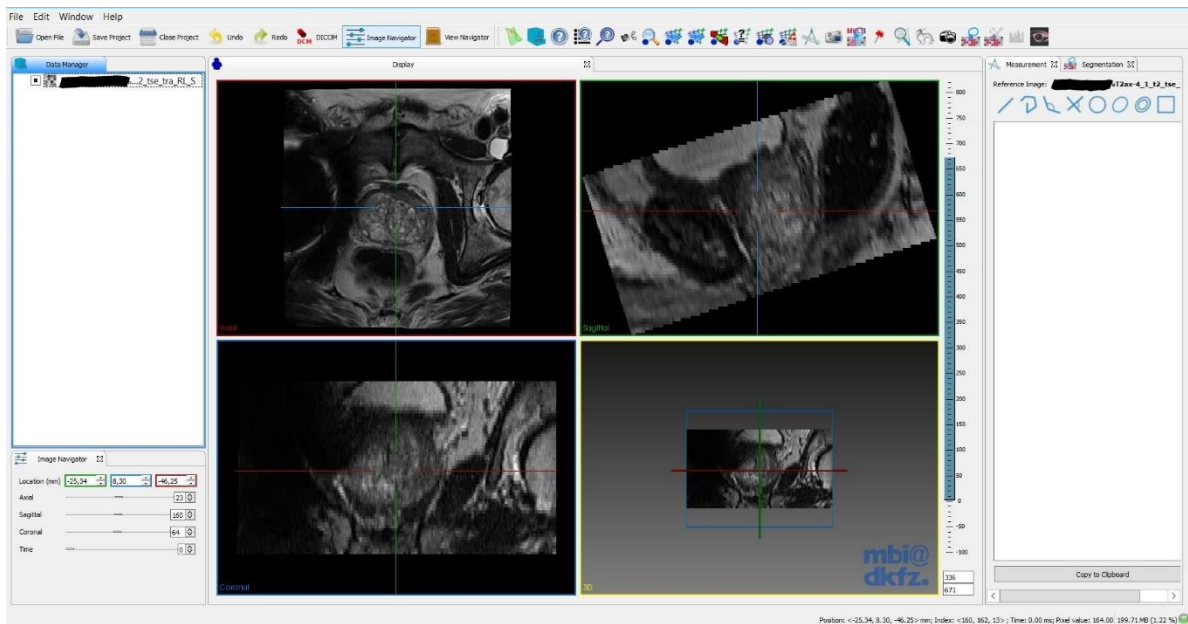 File Edit Window Help
Open File Save Project Close Project Undo Redo DCM DICOM Image Navigator View Navigator
Data Manager
...2_tse_tra_RL_S
Display
Measurement Segmentation
Reference Image: T2ax-4_1_t2_tse_
Axial
Sagittal
Coronal
3D
mbi@
dkfz.
800
750
700
650
600
550
500
450
400
350
300
250
200
150
100
50
0
-50
-100
336
671
Image Navigator
Location (mm) -25,34 8,30 -46,25
Axial 23
Sagittal 160
Coronal 64
Time 0
Copy to Clipboard
Position: <-25.34, 8.30, -46.25> mm; Index: <160, 162, 13> ; Time: 0.00 ms; Pixel value: 164.00 199.71 MB (1.22 %)